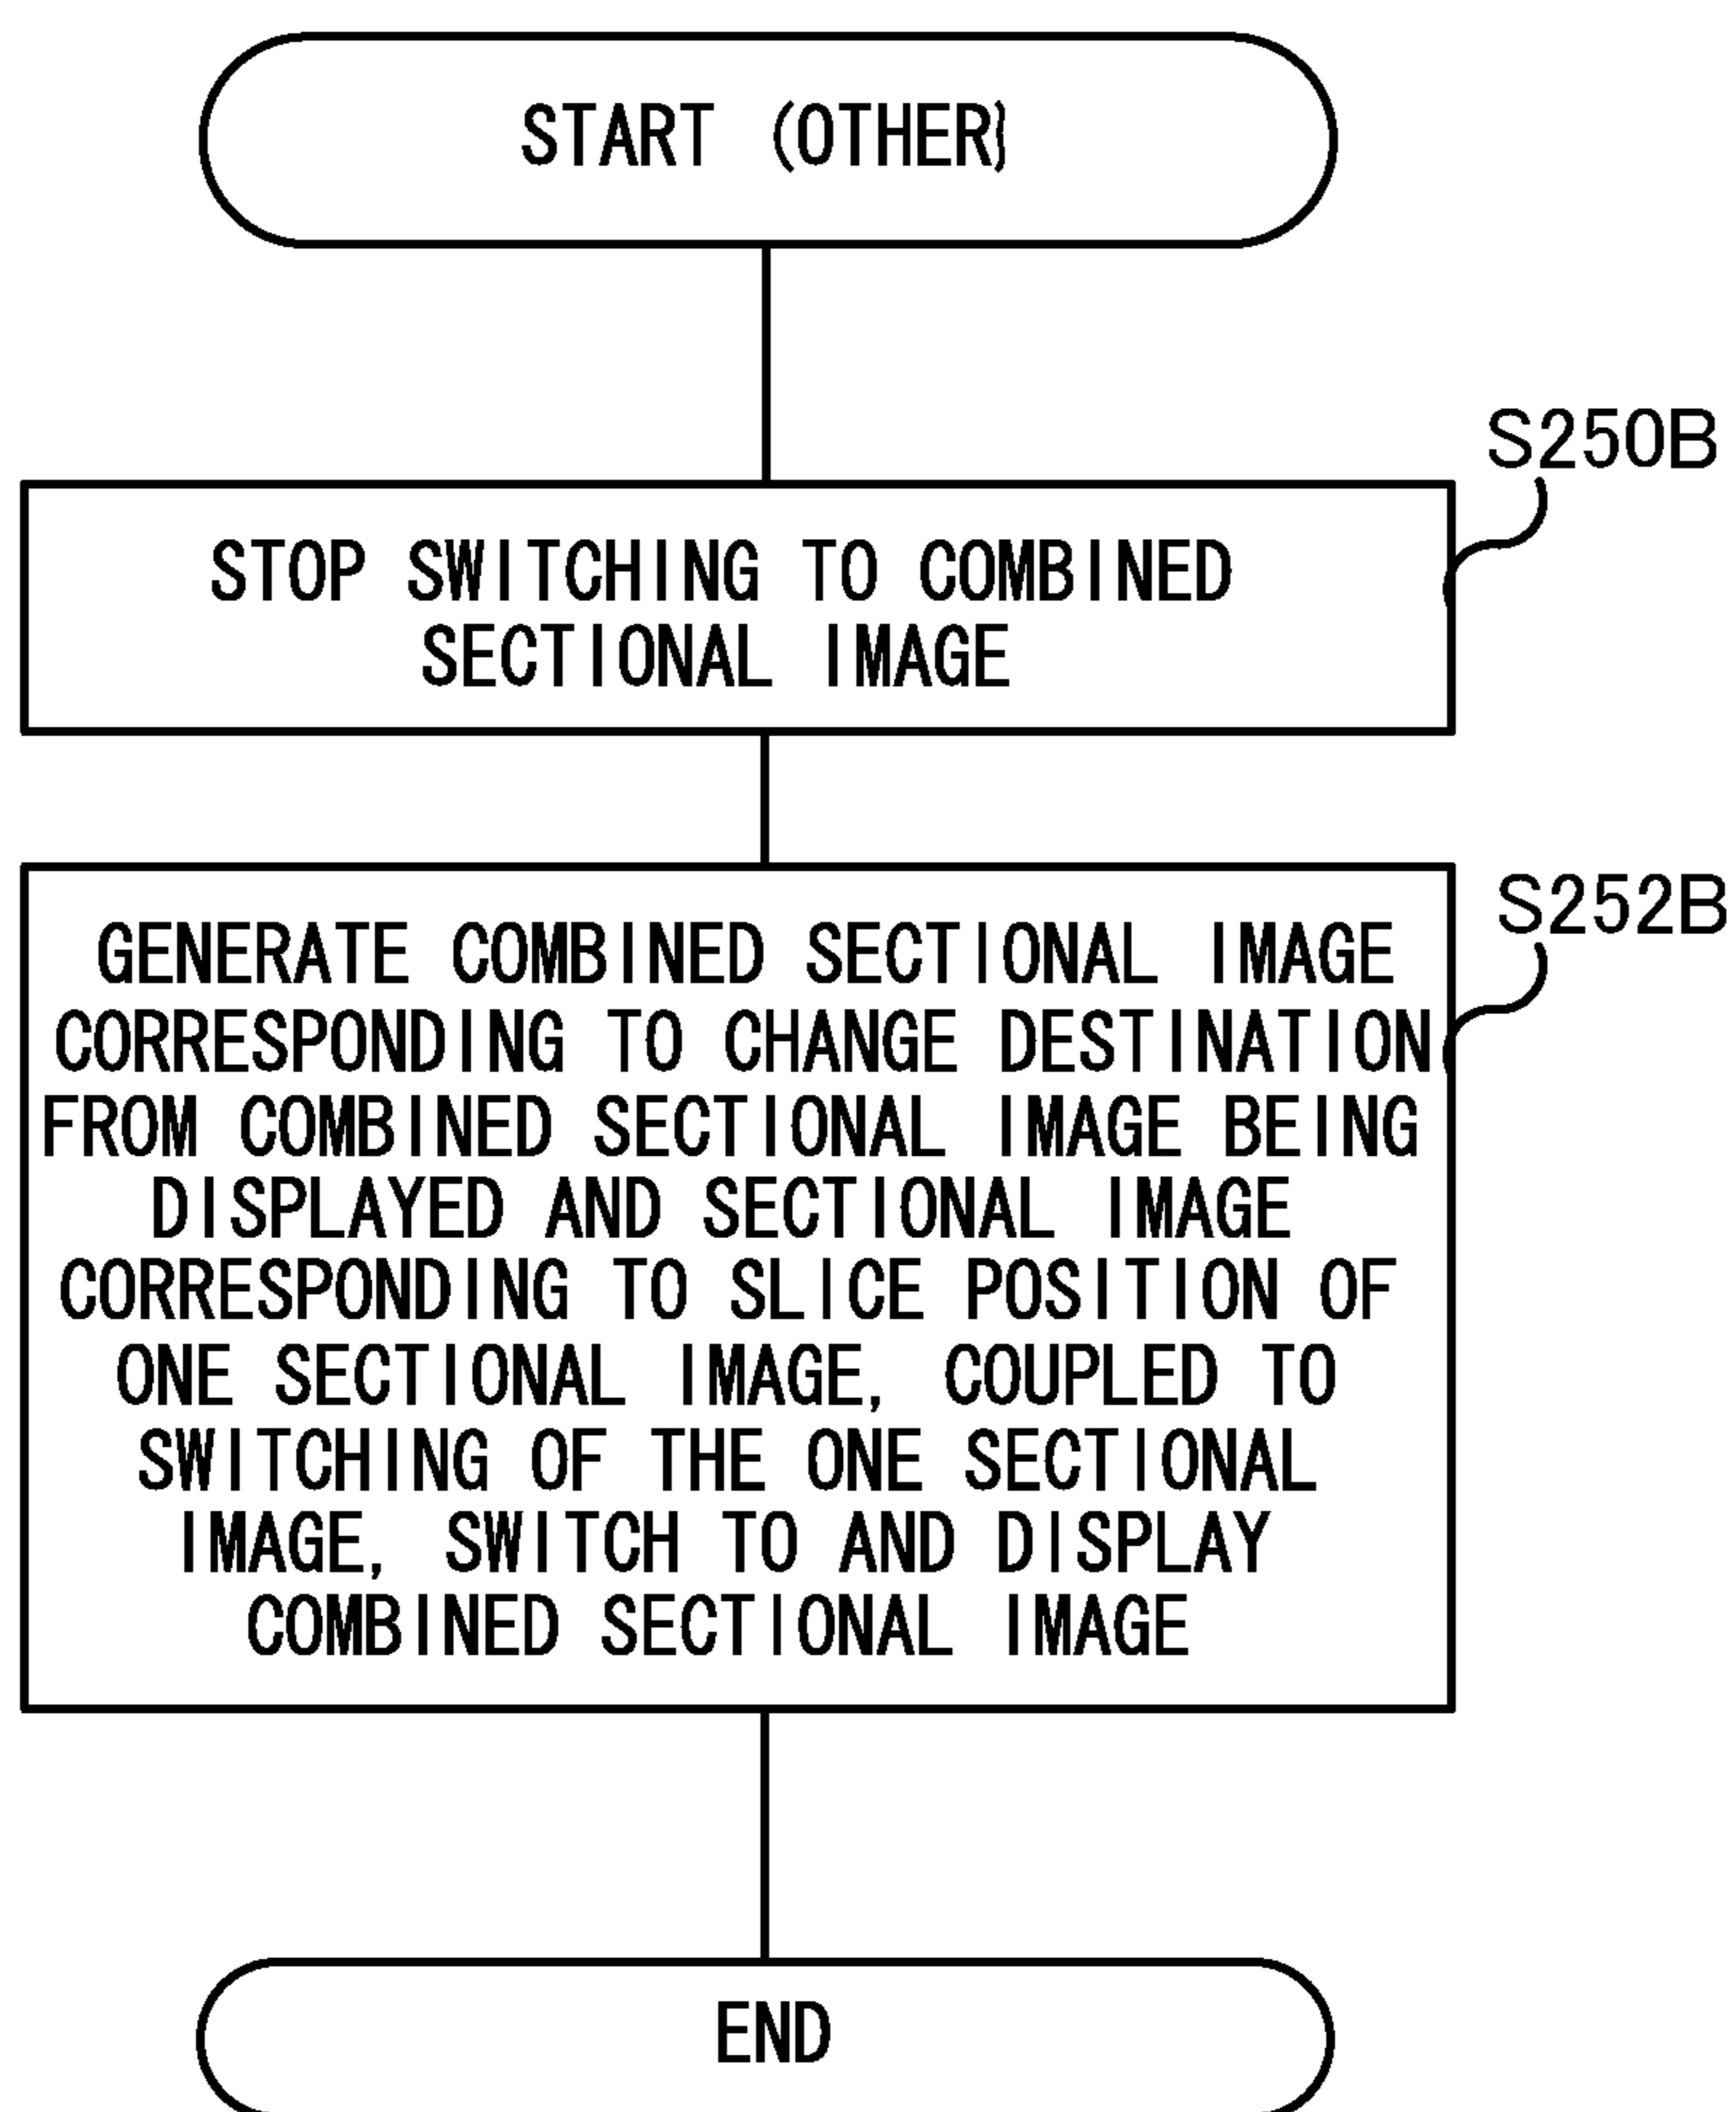 START (OTHER)
S250B
STOP SWITCHING TO COMBINED
SECTIONAL IMAGE
S252B
GENERATE COMBINED SECTIONAL IMAGE
CORRESPONDING TO CHANGE DESTINATION
FROM COMBINED SECTIONAL IMAGE BEING
DISPLAYED AND SECTIONAL IMAGE
CORRESPONDING TO SLICE POSITION OF
ONE SECTIONAL IMAGE, COUPLED TO
SWITCHING OF THE ONE SECTIONAL
IMAGE, SWITCH TO AND DISPLAY
COMBINED SECTIONAL IMAGE
END